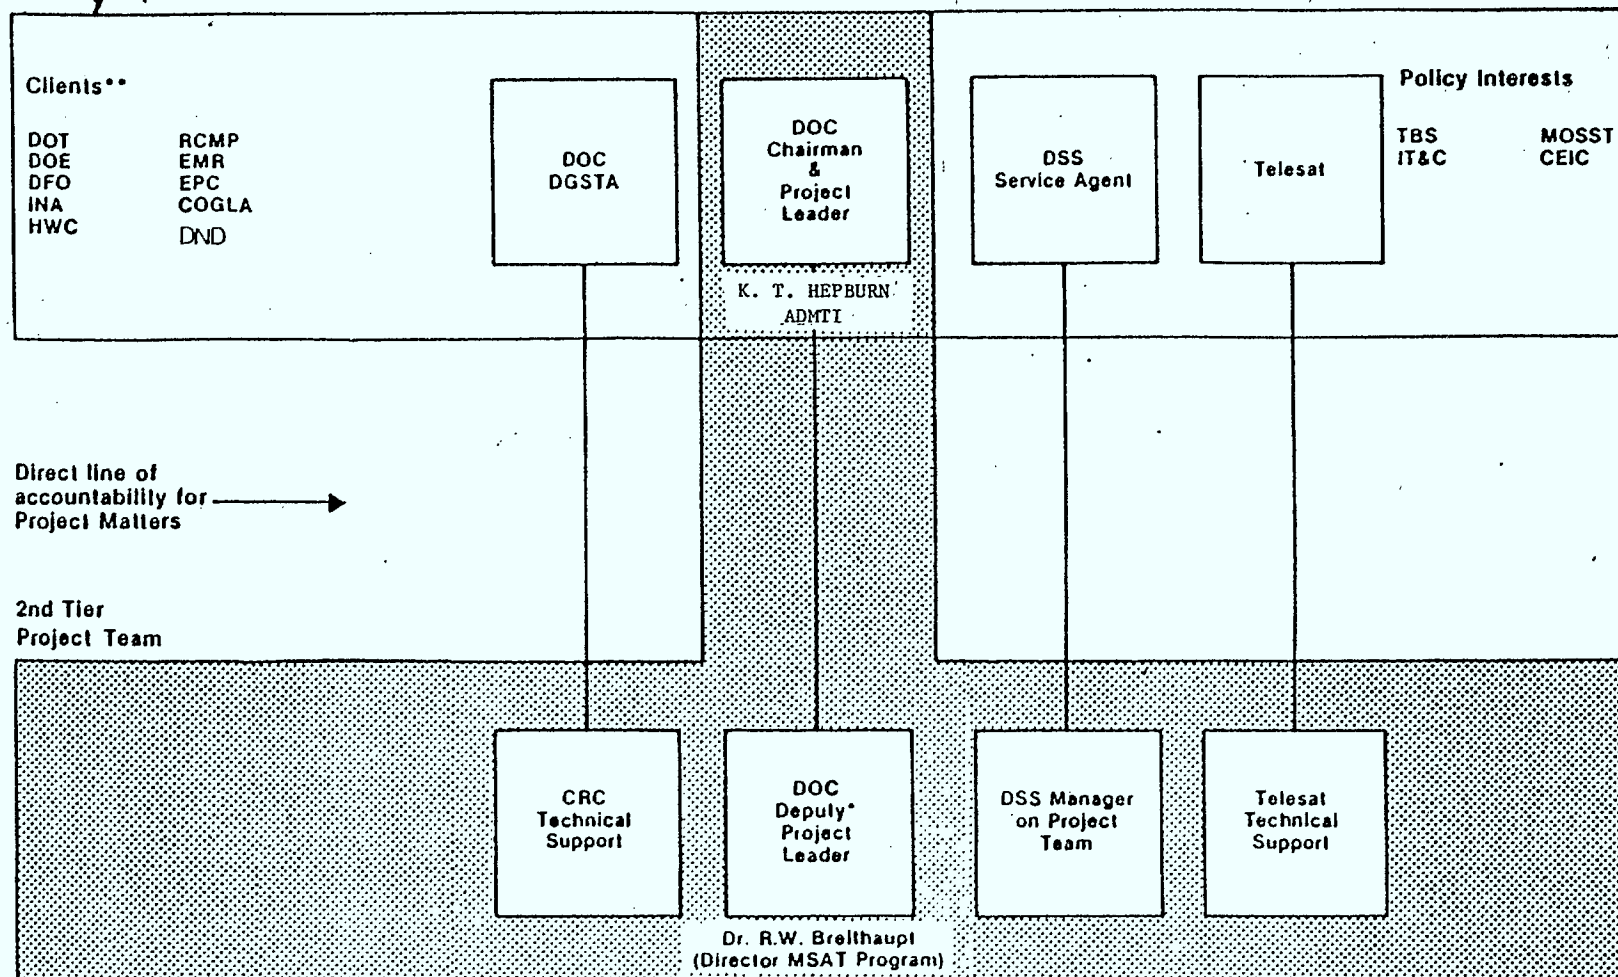 Clients**
DOT RCMP
DOE EMR
DFO EPC
INA COGLA
HWC DND
DOC
DGSTA
DOC
Chairman
&
Project
Leader
K. T. HEPBURN
ADMTI
DSS
Service Agent
Telesat
Policy Interests
TBS MOSST
IT&C CEIC
Direct line of
accountability for
Project Matters
2nd Tier
Project Team
CRC
Technical
Support
DOC
Deputy*
Project
Leader
Dr. R.W. Breithaupt
(Director MSAT Program)
DSS Manager
on Project
Team
Telesat
Technical
Support